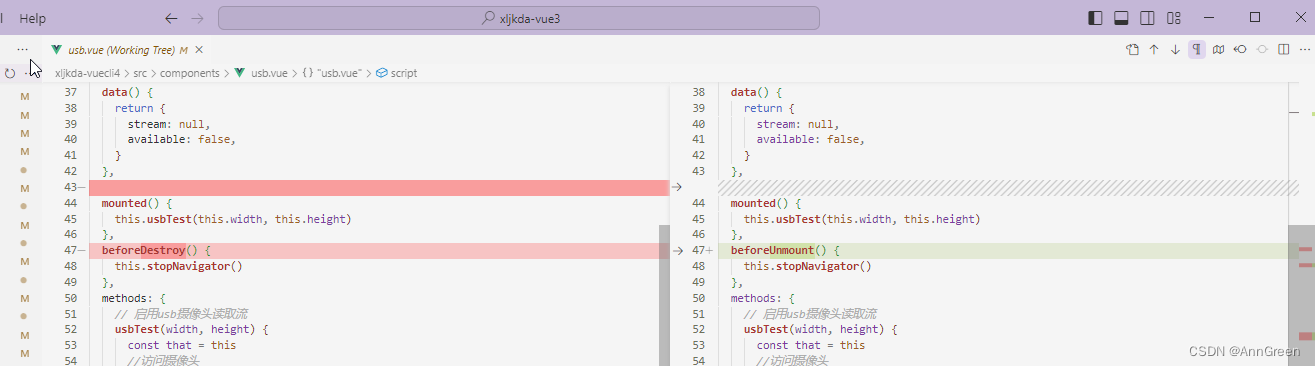 Help
xljkda-vue3
usb.vue (Working Tree) M
xljkda-vuecli4 > src > components > usb.vue > {} "usb.vue" > script
M
M
M
M
M
M
M
M
M
M
37 data() {
38 return {
39 stream: null,
40 available: false,
41 }
42 },
43—
44 mounted() {
45 this.usbTest(this.width, this.height)
46 },
47— beforeDestroy() {
48 this.stopNavigator()
49 },
50 methods: {
51 // 启用usb摄像头读取流
52 usbTest(width, height) {
53 const that = this
54 //访问摄像头
38 data() {
39 return {
40 stream: null,
41 available: false,
42 }
43 },
44 mounted() {
45 this.usbTest(this.width, this.height)
46 },
47+ beforeUnmount() {
48 this.stopNavigator()
49 },
50 methods: {
51 // 启用usb摄像头读取流
52 usbTest(width, height) {
53 const that = this
54 //访问摄像头
CSDN @AnnGreen